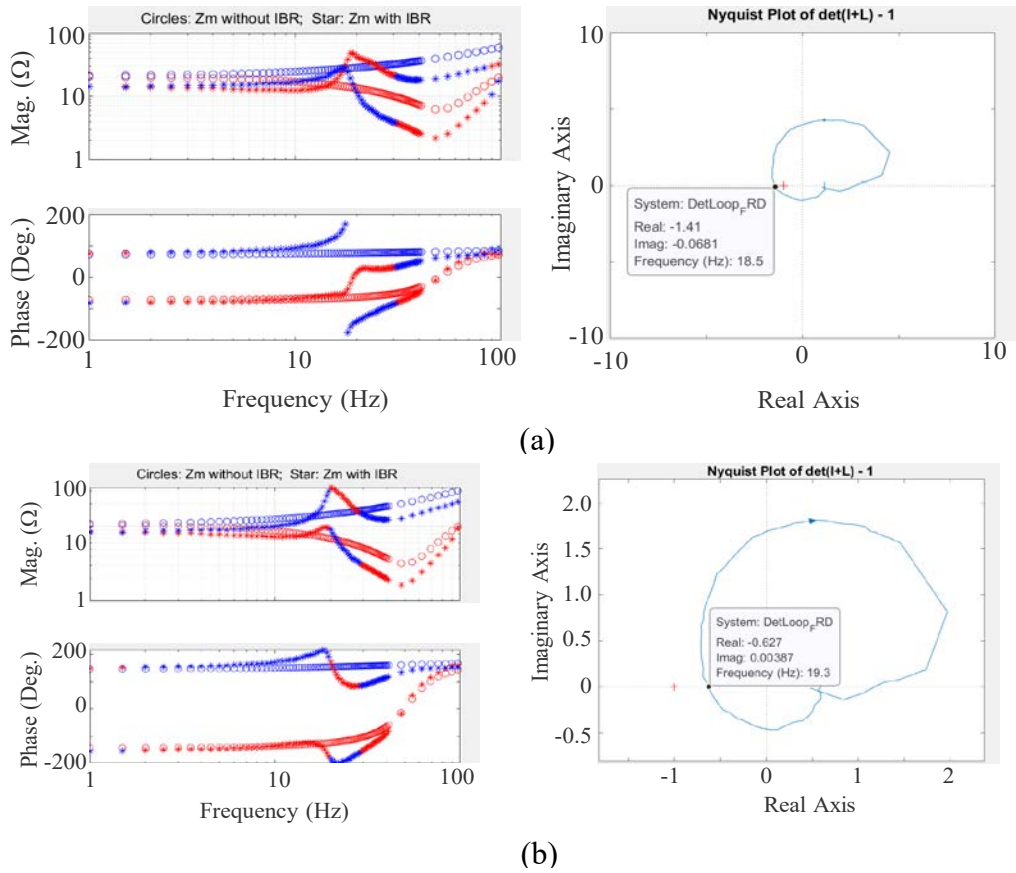 Circles: Zm without IBR; Star: Zm with IBR
Mag. (Ω)
100
10
1
Phase (Deg.)
200
0
-200
1
10
100
Frequency (Hz)
Nyquist Plot of det(I+L) - 1
Imaginary Axis
10
0
-10
System: DetLoop_FRD
Real: -1.41
Imag: -0.0681
Frequency (Hz): 18.5
-10
0
10
Real Axis
(a)
Circles: Zm without IBR; Star: Zm with IBR
Mag. (Ω)
100
10
1
Phase (Deg.)
200
0
-200
1
10
100
Frequency (Hz)
Nyquist Plot of det(I+L) - 1
Imaginary Axis
2.0
1.5
1.0
0.5
0
-0.5
System: DetLoop_FRD
Real: -0.627
Imag: 0.00387
Frequency (Hz): 19.3
-1
0
1
2
Real Axis
(b)